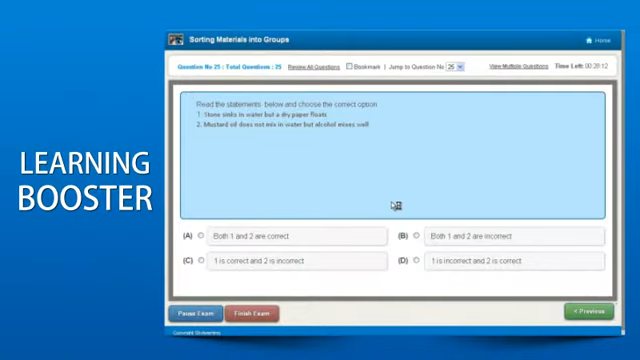 LEARNING
BOOSTER
Sorting Materials into Groups
Home
Question No 25 : Total Questions : 25
Review All Questions
Bookmark | Jump to Question No 25
View Multiple Questions
Time Left: 00:28:12
Read the statements below and choose the correct option
1. Stone sinks in water but a dry paper floats
2. Mustard oil does not mix in water but alcohol mixes well
(A) Both 1 and 2 are correct
(B) Both 1 and 2 are incorrect
(C) 1 is correct and 2 is incorrect
(D) 1 is incorrect and 2 is correct
Pause Exam
Finish Exam
< Previous